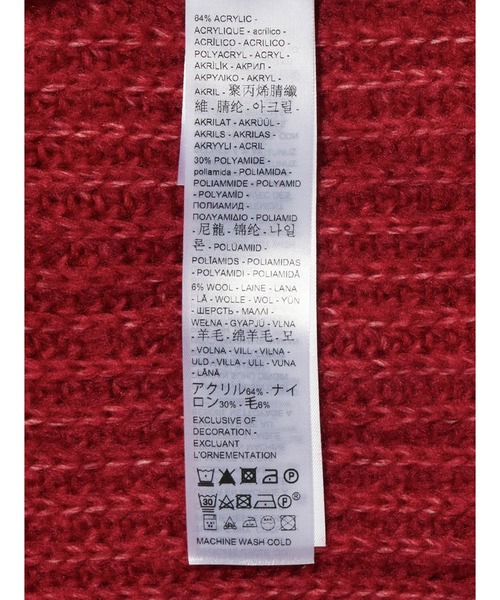 64% ACRYLIC -
ACRYLIQUE - acrilico -
ACRÍLICO - ACRILICO -
POLYACRYL - ACRYL -
AKRİLİK - АКРИЛ -
ΑΚΡΥΛΙΚΟ - AKRYL -
AKRIL - 聚丙烯腈纖
維 - 腈纶 - 아크릴 -
AKRILAT - AKRÜÜL -
AKRILS - AKRILAS -
AKRYYLI - ACRIL
30% POLYAMIDE -
poliamida - POLIAMIDA -
POLIAMMIDE - POLYAMID
- POLYAMID -
ПОЛИАМИД -
ΠΟΛΥΑΜΙΔΙΟ - POLIAMID
- 尼龍 - 锦纶 - 나일
론 - POLÜAMIID -
POLĪAMIDS - POLIAMIDAS
- POLYAMIDI - POLIAMIDĂ
6% WOOL - LAINE - LANA
- LÃ - WOLLE - WOL - YÜN
- ШЕРСТЬ - ΜΑΛΛΙ -
WEŁNA - GYAPJÚ - VLNA
- 羊毛 - 绵羊毛 - 모
- VOLNA - VILL - VILNA -
ULD - VILLA - ULL - VUNA
- LÂNĂ
アクリル64% - ナイ
ロン30% - 毛6%
EXCLUSIVE OF
DECORATION -
EXCLUANT
L'ORNEMENTATION
P
30 P®
MACHINE WASH COLD